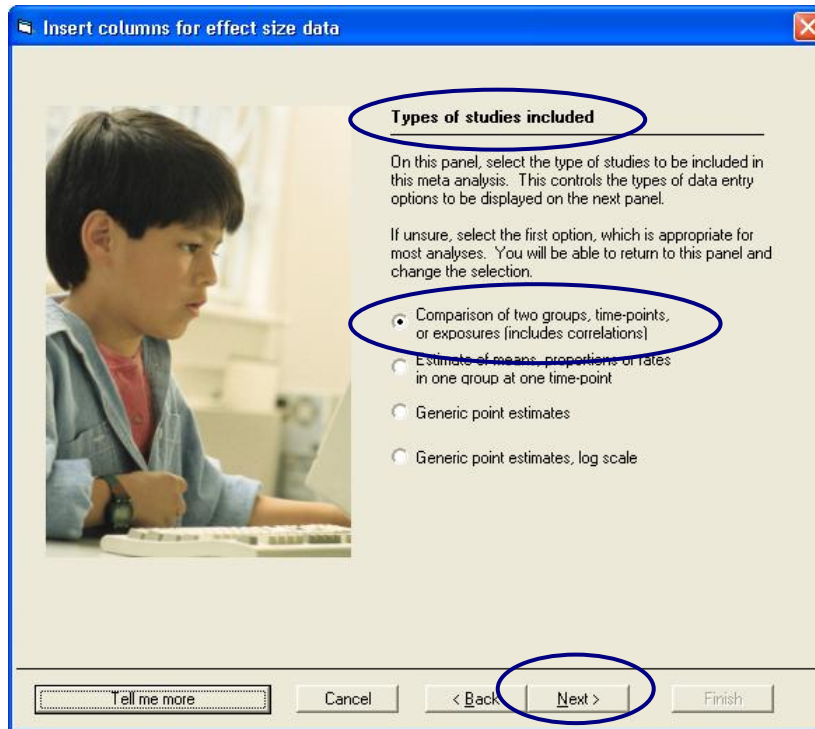 Insert columns for effect size data
Types of studies included
On this panel, select the type of studies to be included in
this meta analysis. This controls the types of data entry
options to be displayed on the next panel.
If unsure, select the first option, which is appropriate for
most analyses. You will be able to return to this panel and
change the selection.
Comparison of two groups, time-points,
or exposures (includes correlations)
Estimate of means, proportions or rates
in one group at one time-point
Generic point estimates
Generic point estimates, log scale
Tell me more
Cancel
< Back
Next >
Finish